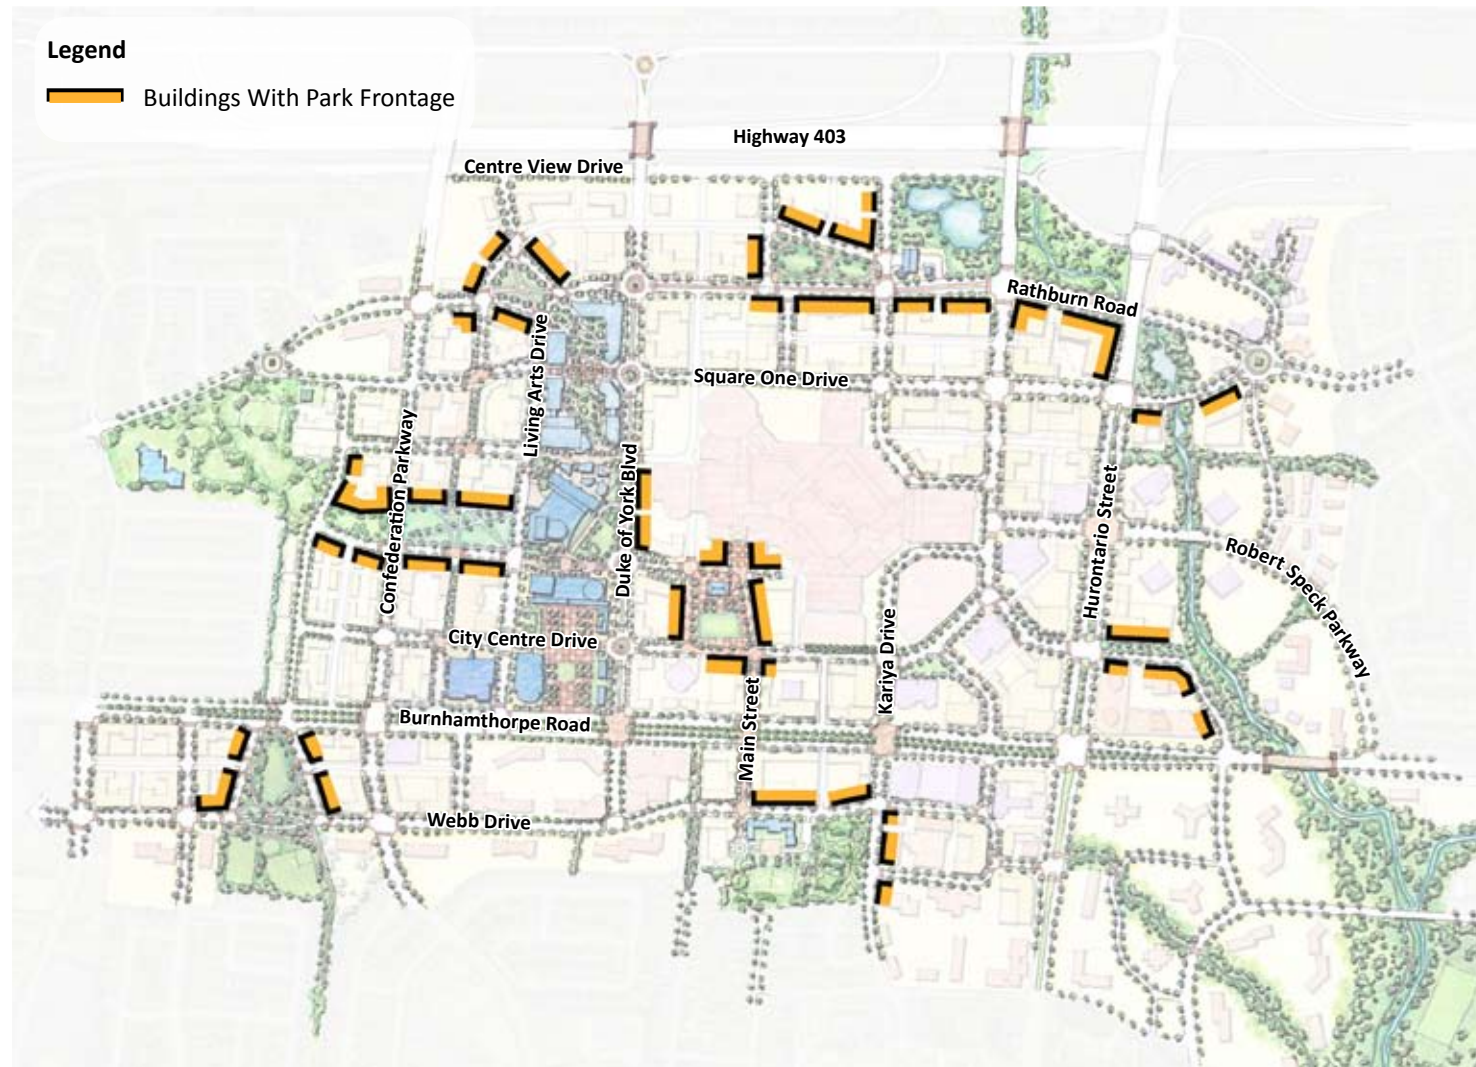 Legend
Buildings With Park Frontage
Highway 403
Centre View Drive
Rathburn Road
Square One Drive
Living Arts Drive
Confederation Parkway
Duke of York Blvd
Hurontario Street
Robert Speck Parkway
City Centre Drive
Kariya Drive
Main Street
Burnhamthorpe Road
Webb Drive